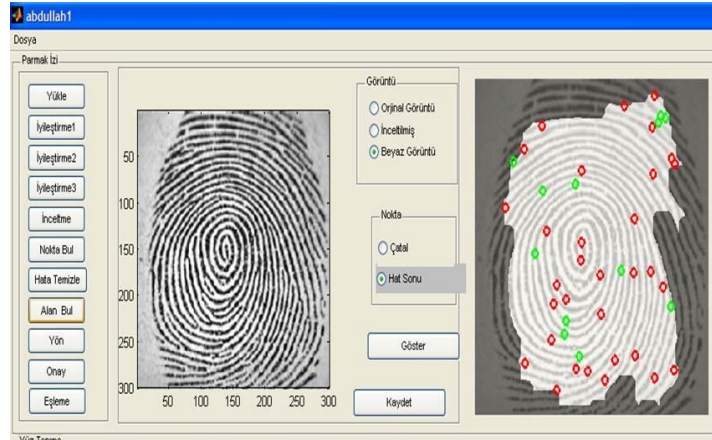 abdullah1
Dosya
Parmak İzi
Yükle
İyileştirme1
İyileştirme2
İyileştirme3
İnceltme
Nokta Bul
Hata Temizle
Alan Bul
Yön
Onay
Eşleme
50
100
150
200
250
300
50 100 150 200 250 300
Görüntü
Orjinal Görüntü
İnceltilmiş
Beyaz Görüntü
Nokta
Çatal
Hat Sonu
Göster
Kaydet